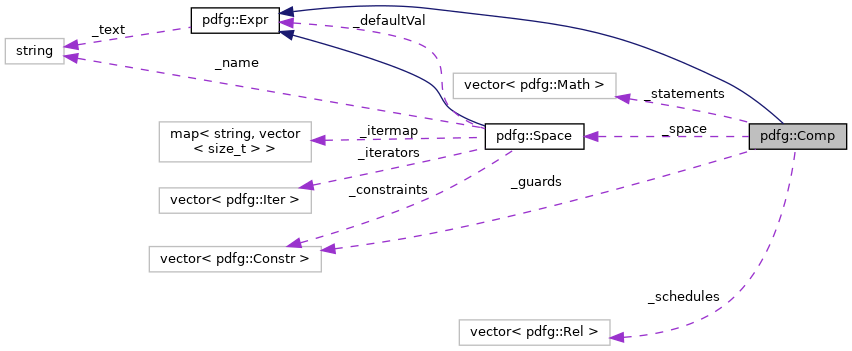 pdfg::Expr
_defaultVal
_text
string
_name
vector< pdfg::Math >
_statements
map< string, vector
< size_t > >
_itermap
pdfg::Space
_space
pdfg::Comp
_iterators
_guards
_constraints
vector< pdfg::Iter >
vector< pdfg::Constr >
_schedules
vector< pdfg::Rel >